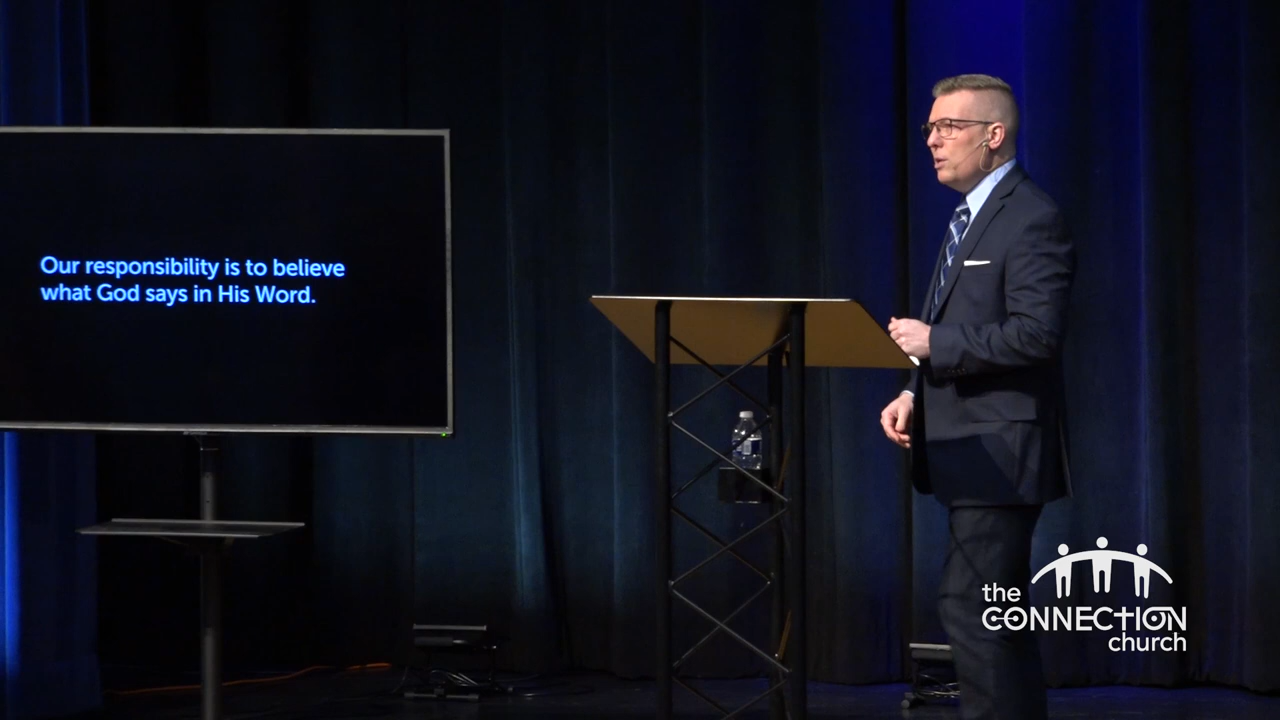 Our responsibility is to believe
what God says in His Word.
the
CONNECTION
church